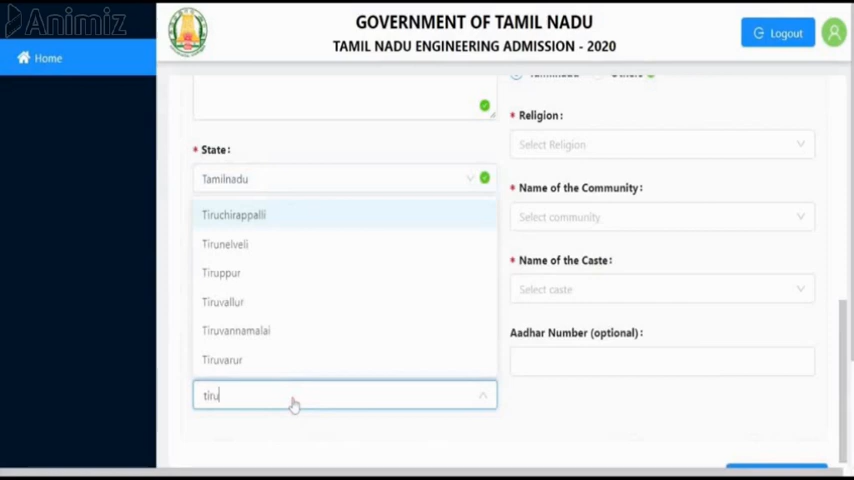 Animiz
GOVERNMENT OF TAMIL NADU
TAMIL NADU ENGINEERING ADMISSION - 2020
Logout
Home
Tamilnadu
Others
* State:
Tamilnadu
Tiruchirappalli
Tirunelveli
Tiruppur
Tiruvallur
Tiruvannamalai
Tiruvarur
tiru
* Religion:
Select Religion
* Name of the Community:
Select community
* Name of the Caste:
Select caste
Aadhar Number (optional):